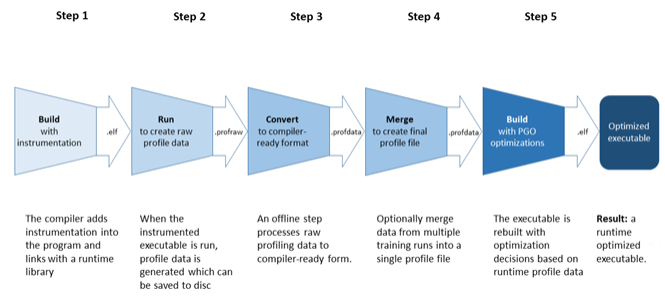 Step 1
Step 2
Step 3
Step 4
Step 5
Build
with
instrumentation
.elf
Run
to create raw
profile data
.profraw
Convert
to compiler-
ready format
.profdata
Merge
to create final
profile file
.profdata
Build
with PGO
optimizations
.elf
Optimized
executable
The compiler adds
instrumentation into
the program and
links with a runtime
library
When the
instrumented
executable is run,
profile data is
generated which can
be saved to disc
An offline step
processes raw
profiling data to
compiler-ready form.
Optionally merge
data from multiple
training runs into a
single profile file
The executable is
rebuilt with
optimization
decisions based on
runtime profile data
Result: a
runtime
optimized
executable.